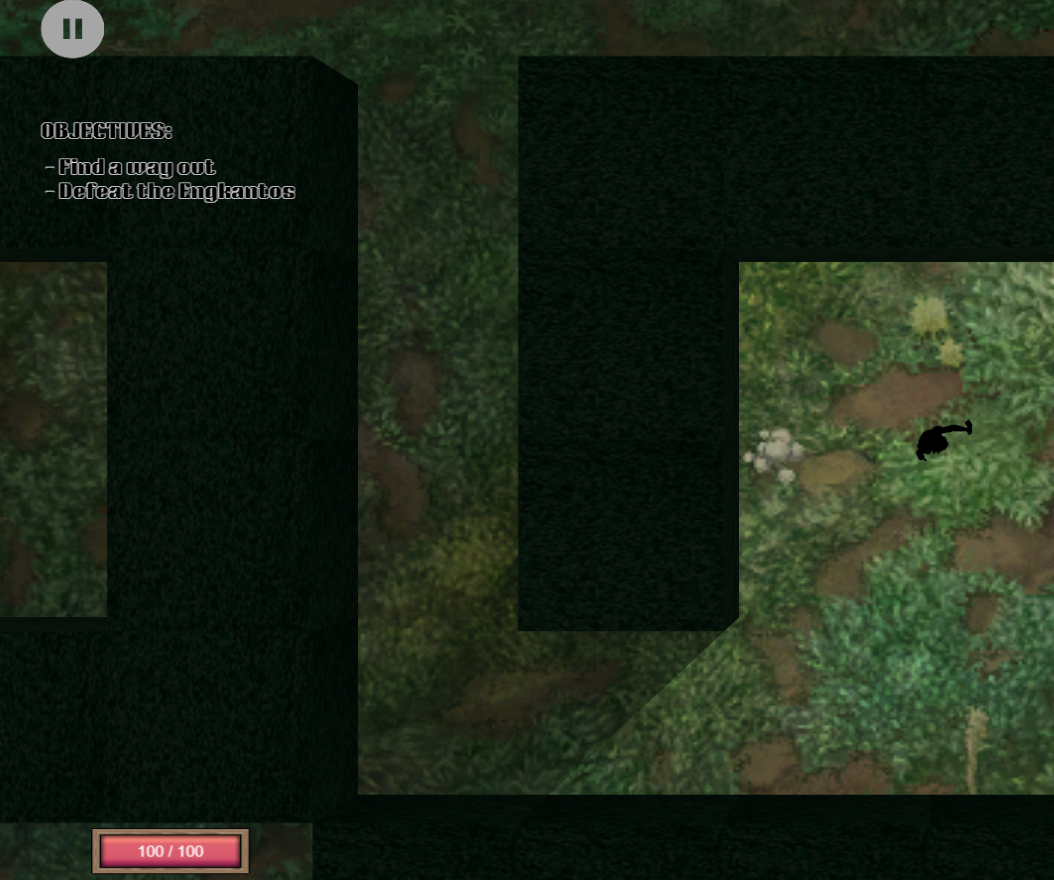 OBJECTIVES:
- Find a way out
- Defeat the Engkantos
100 / 100